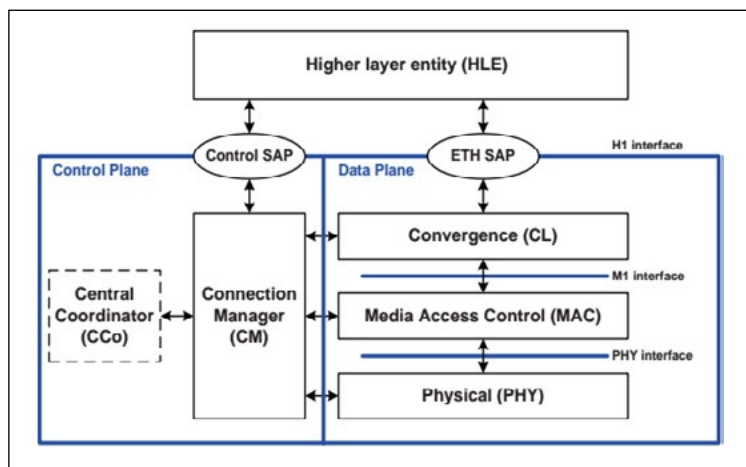 Higher layer entity (HLE)
Control SAP
ETH SAP
H1 interface
Control Plane
Data Plane
Convergence (CL)
M1 interface
Central
Coordinator
(CCo)
Connection
Manager
(CM)
Media Access Control (MAC)
PHY interface
Physical (PHY)